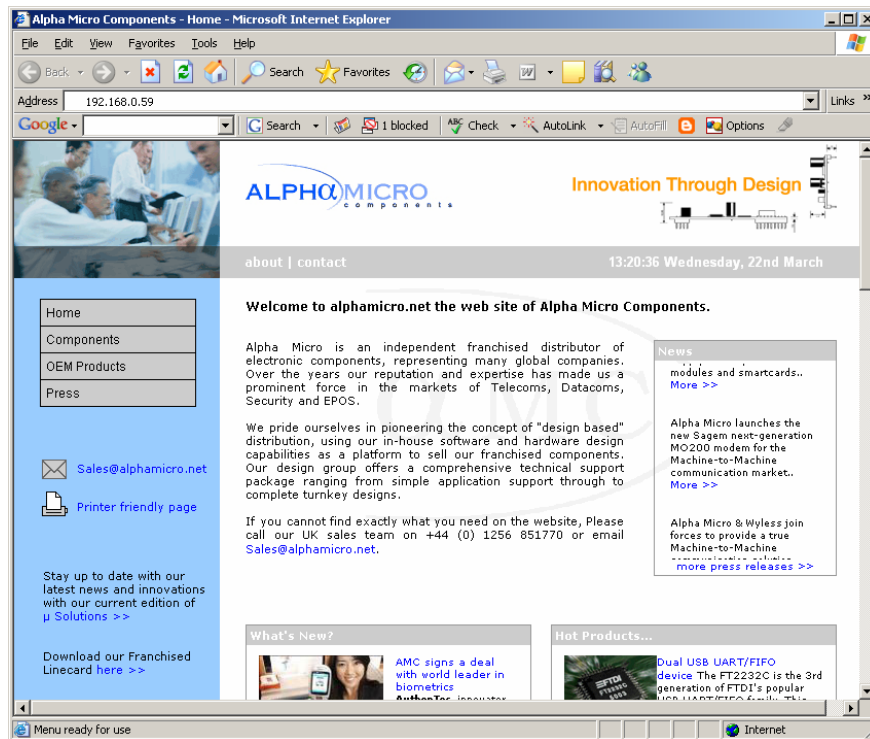 Alpha Micro Components - Home - Microsoft Internet Explorer
File Edit View Favorites Tools Help
Back Search Favorites
Address 192.168.0.59 Links »
Google Search 1 blocked ABC Check AutoLink AutoFill Options
ALPHαMICRO
components
Innovation Through Design
about | contact 13:20:36 Wednesday, 22nd March
Home
Components
OEM Products
Press
Sales@alphamicro.net
Printer friendly page
Stay up to date with our
latest news and innovations
with our current edition of
µ Solutions >>
Download our Franchised
Linecard here >>
Welcome to alphamicro.net the web site of Alpha Micro Components.
Alpha Micro is an independent franchised distributor of
electronic components, representing many global companies.
Over the years our reputation and expertise has made us a
prominent force in the markets of Telecoms, Datacoms,
Security and EPOS.
We pride ourselves in pioneering the concept of "design based"
distribution, using our in-house software and hardware design
capabilities as a platform to sell our franchised components.
Our design group offers a comprehensive technical support
package ranging from simple application support through to
complete turnkey designs.
If you cannot find exactly what you need on the website, Please
call our UK sales team on +44 (0) 1256 851770 or email
Sales@alphamicro.net.
α MC
News
modules and smartcards..
More >>
Alpha Micro launches the
new Sagem next-generation
MO200 modem for the
Machine-to-Machine
communication market..
More >>
Alpha Micro & Wyless join
forces to provide a true
Machine-to-Machine
more press releases >>
What's New?
AMC signs a deal
with world leader in
biometrics
AuthenTec, innovator
Hot Products...
FTDI
Dual USB UART/FIFO
device The FT2232C is the 3rd
generation of FTDI's popular
USB UART/FIFO family. This
Menu ready for use Internet